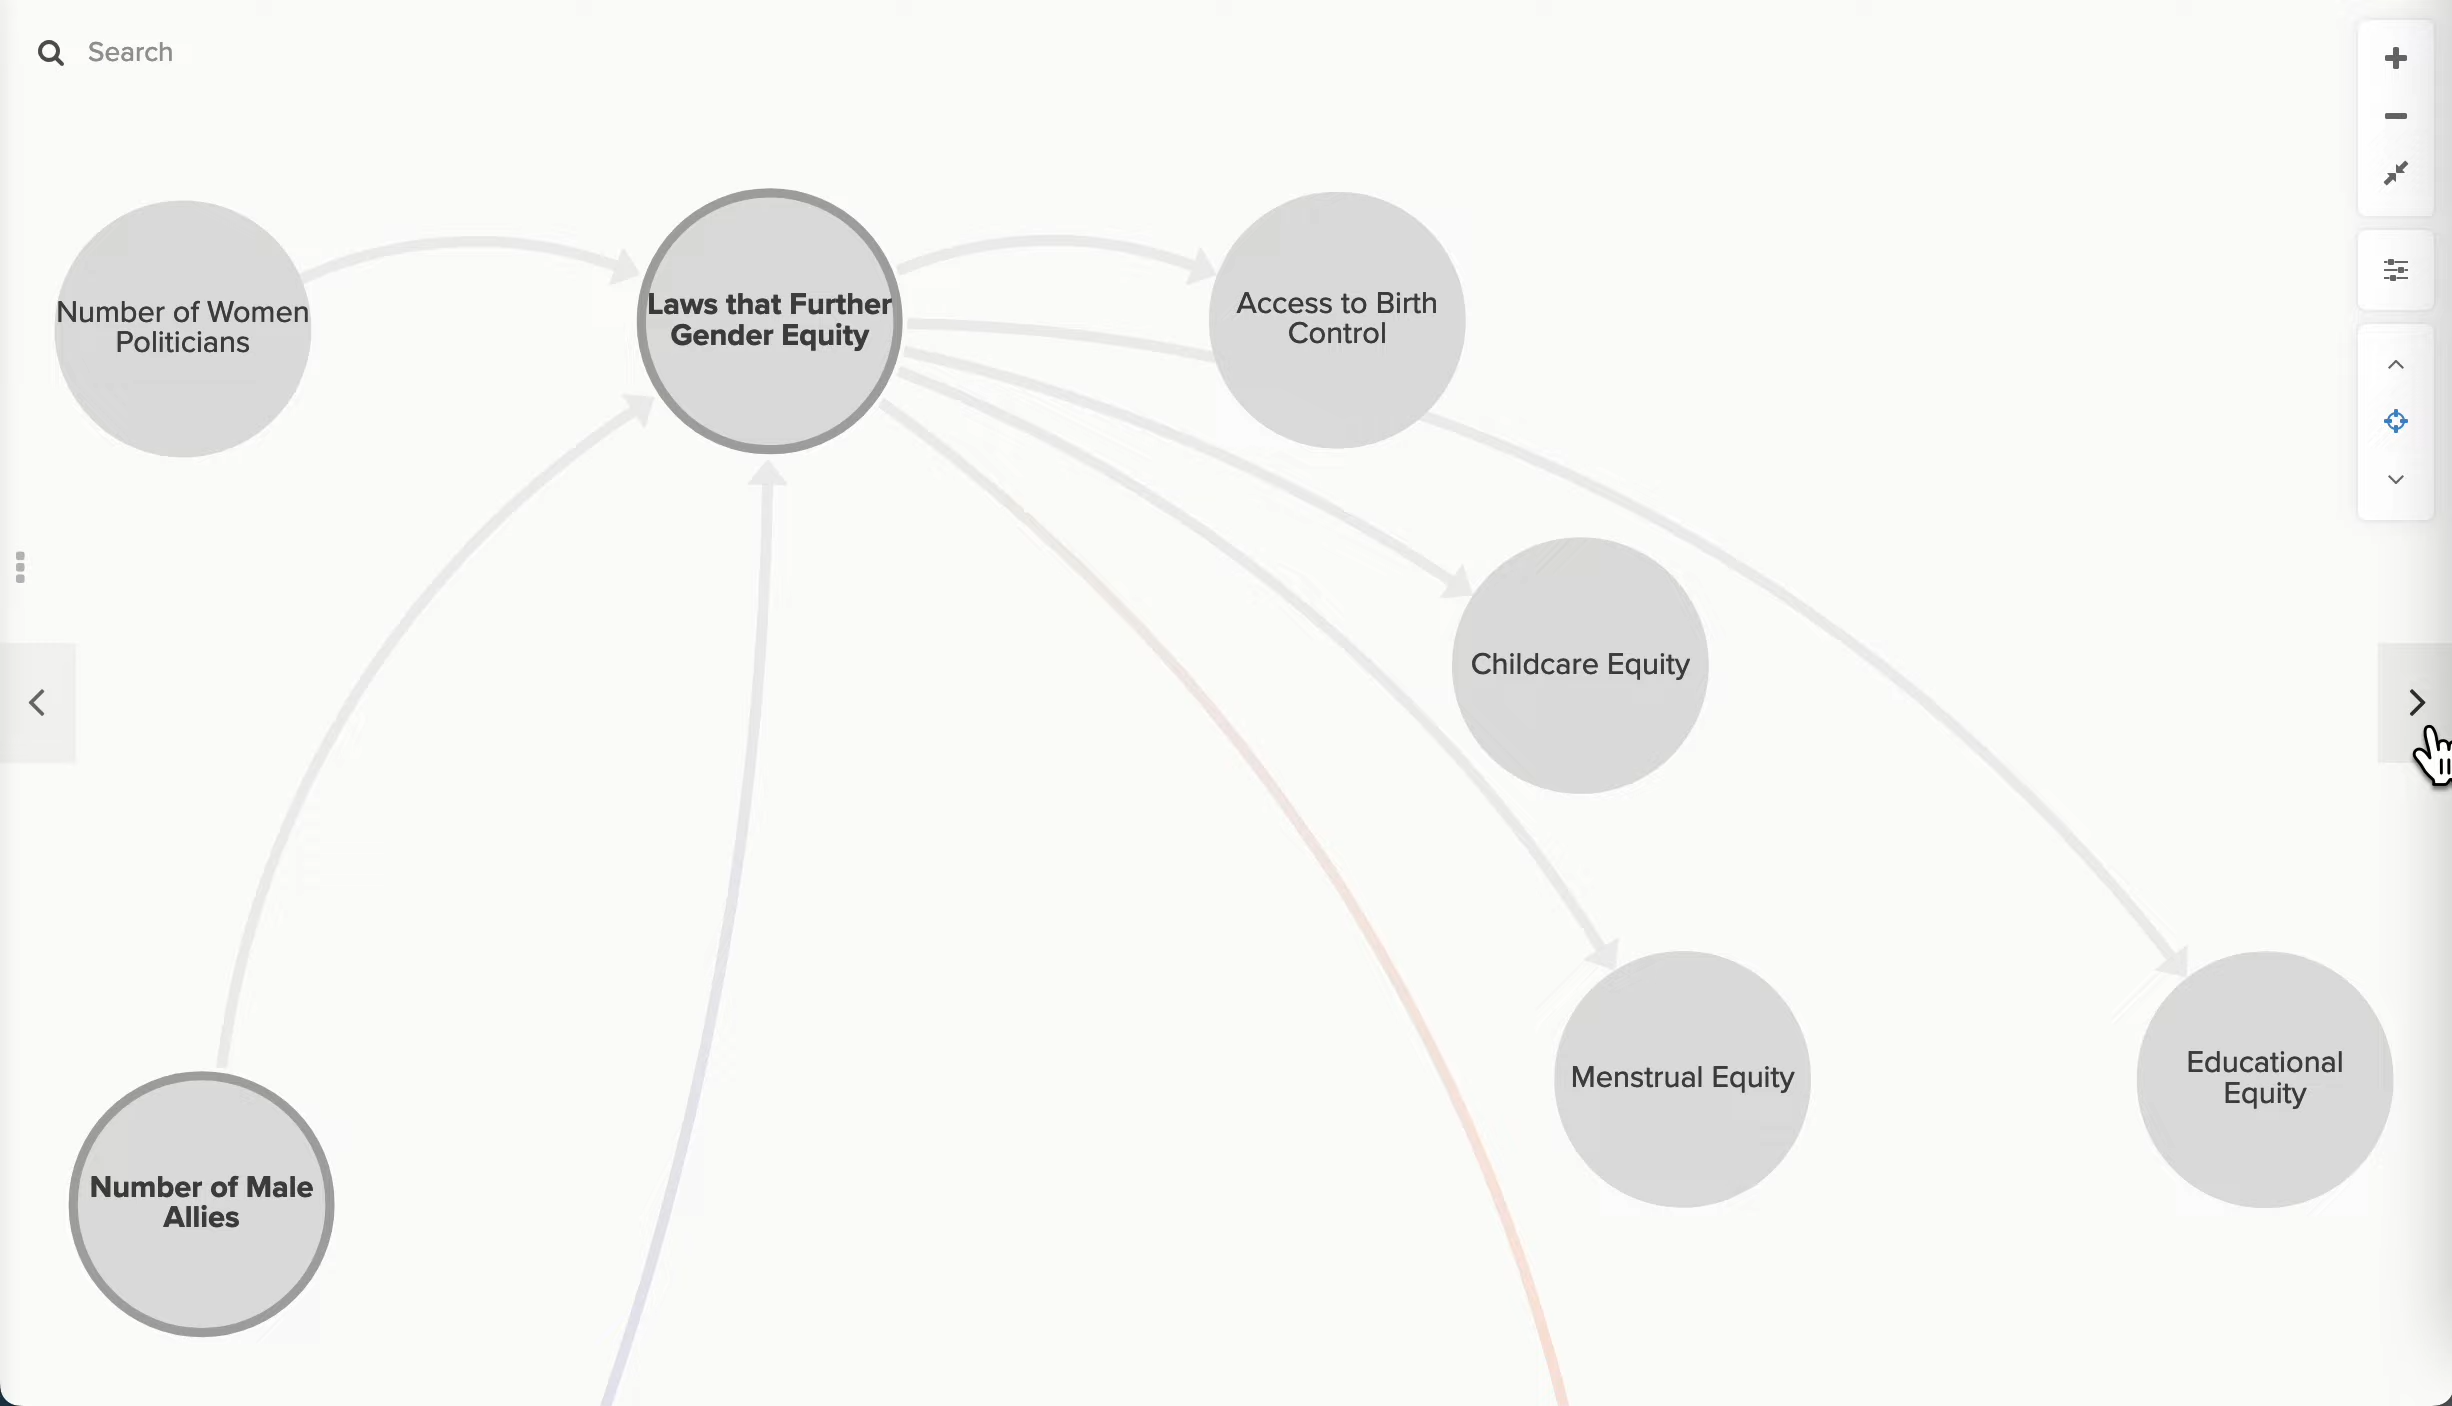 Search
Number of Women
Politicians
Laws that Further
Gender Equity
Access to Birth
Control
Childcare Equity
Menstrual Equity
Educational
Equity
Number of Male
Allies